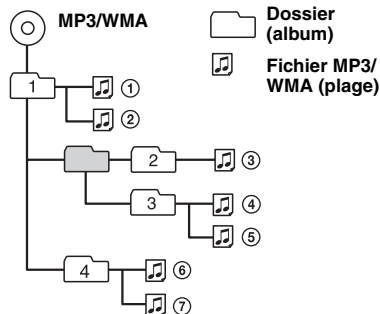 MP3/WMA
Dossier
(album)
Fichier MP3/
WMA (plage)
1
①
②
2
③
3
④
⑤
4
⑥
⑦